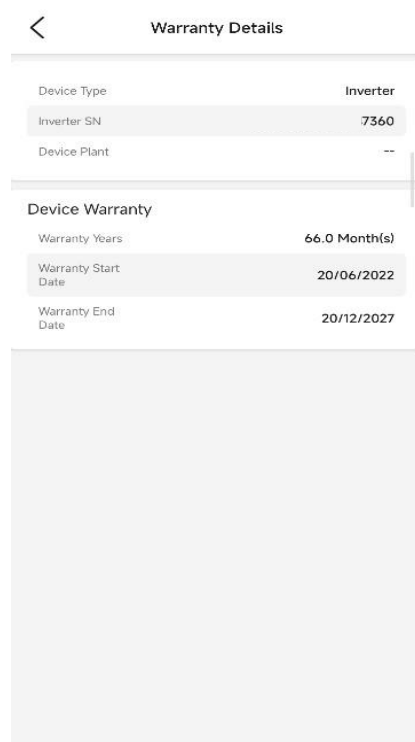 Warranty Details
Device Type Inverter
Inverter SN 7360
Device Plant --
Device Warranty
Warranty Years 66.0 Month(s)
Warranty Start
Date 20/06/2022
Warranty End
Date 20/12/2027